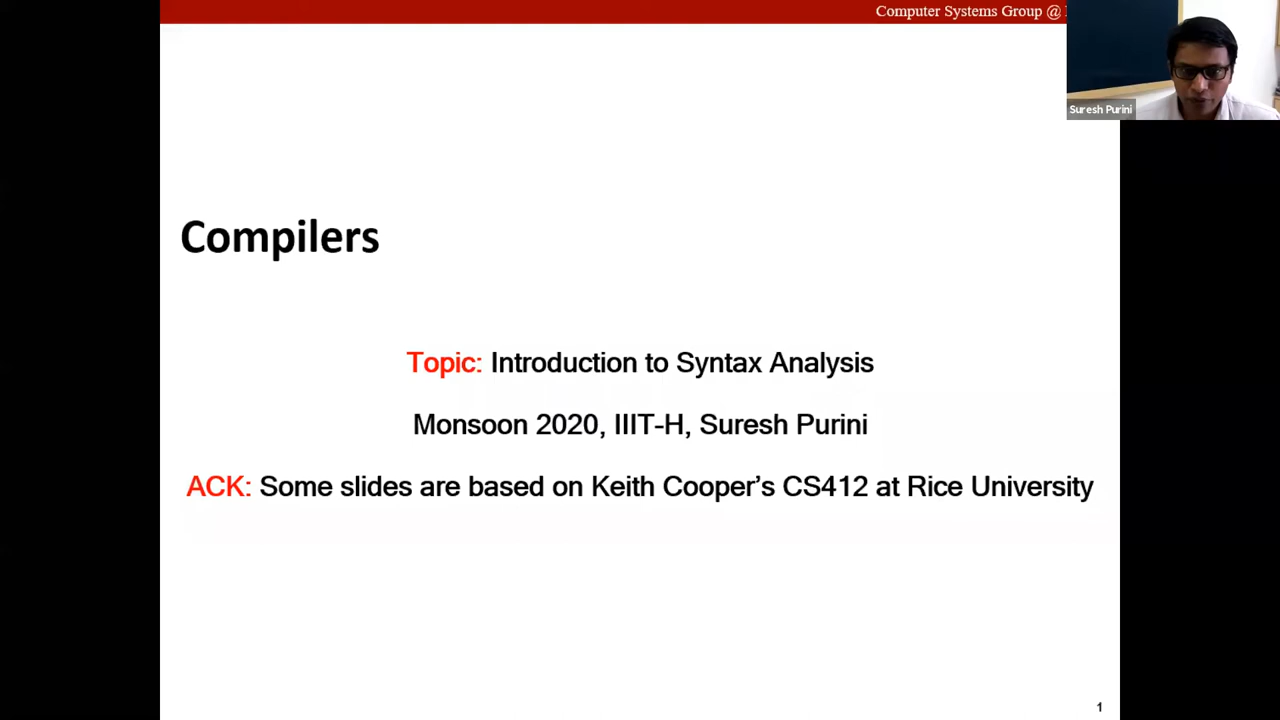 Computer Systems Group @
Suresh Purini
Compilers
Topic: Introduction to Syntax Analysis
Monsoon 2020, IIIT-H, Suresh Purini
ACK: Some slides are based on Keith Cooper's CS412 at Rice University
1